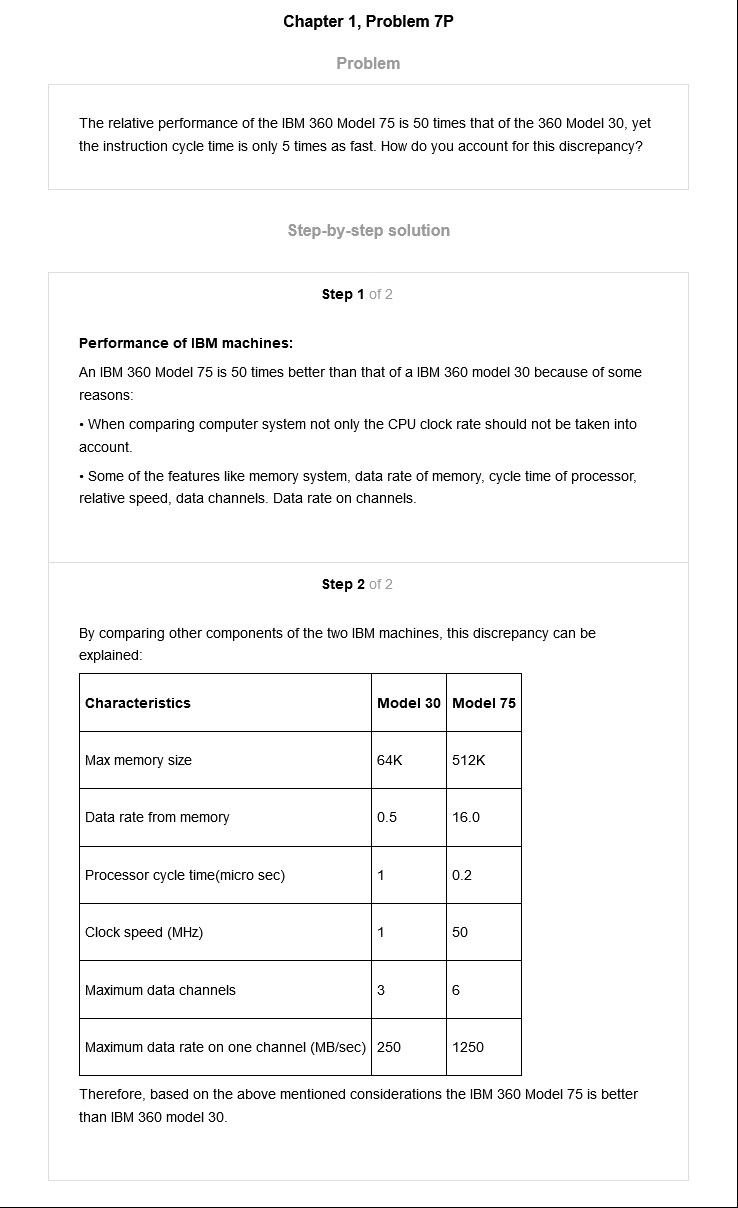 Chapter 1, Problem 7P
Problem
The relative performance of the IBM 360 Model 75 is 50 times that of the 360 Model 30, yet
the instruction cycle time is only 5 times as fast. How do you account for this discrepancy?
Step-by-step solution
Step 1 of 2
Performance of IBM machines:
An IBM 360 Model 75 is 50 times better than that of a IBM 360 model 30 because of some
reasons:
• When comparing computer system not only the CPU clock rate should not be taken into
account.
• Some of the features like memory system, data rate of memory, cycle time of processor,
relative speed, data channels. Data rate on channels.
Step 2 of 2
By comparing other components of the two IBM machines, this discrepancy can be
explained:
Characteristics Model 30 Model 75
Max memory size 64K 512K
Data rate from memory 0.5 16.0
Processor cycle time(micro sec) 1 0.2
Clock speed (MHz) 1 50
Maximum data channels 3 6
Maximum data rate on one channel (MB/sec) 250 1250
Therefore, based on the above mentioned considerations the IBM 360 Model 75 is better
than IBM 360 model 30.